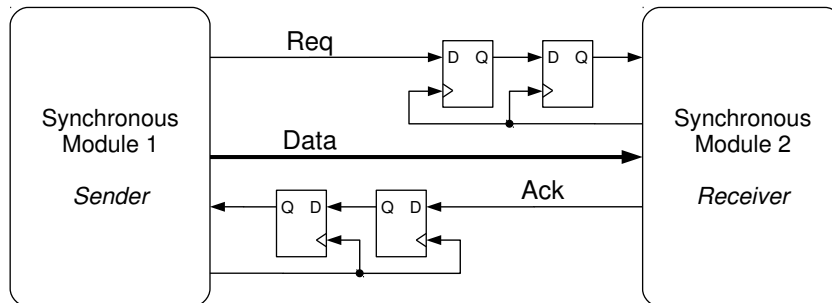 Synchronous
Module 1
Sender
Req
D Q
D Q
Data
Q D
Q D
Ack
Synchronous
Module 2
Receiver